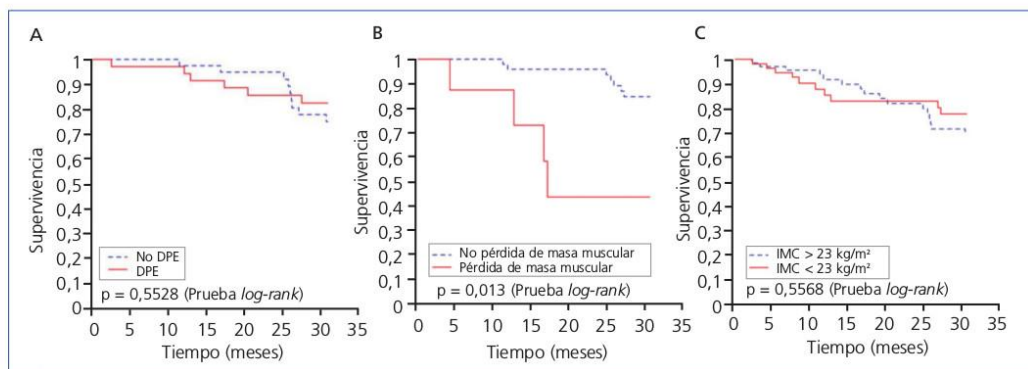 A
Supervivencia
1
0,9
0,8
0,7
0,6
0,5
0,4
0,3
0,2
0,1
0
No DPE
DPE
p = 0,5528 (Prueba log-rank)
0 5 10 15 20 25 30 35
Tiempo (meses)
B
Supervivencia
1
0,9
0,8
0,7
0,6
0,5
0,4
0,3
0,2
0,1
0
No pérdida de masa muscular
Pérdida de masa muscular
p = 0,013 (Prueba log-rank)
0 5 10 15 20 25 30 35
Tiempo (meses)
C
Supervivencia
1
0,9
0,8
0,7
0,6
0,5
0,4
0,3
0,2
0,1
0
IMC > 23 kg/m²
IMC < 23 kg/m²
p = 0,5568 (Prueba log-rank)
0 5 10 15 20 25 30 35
Tiempo (meses)